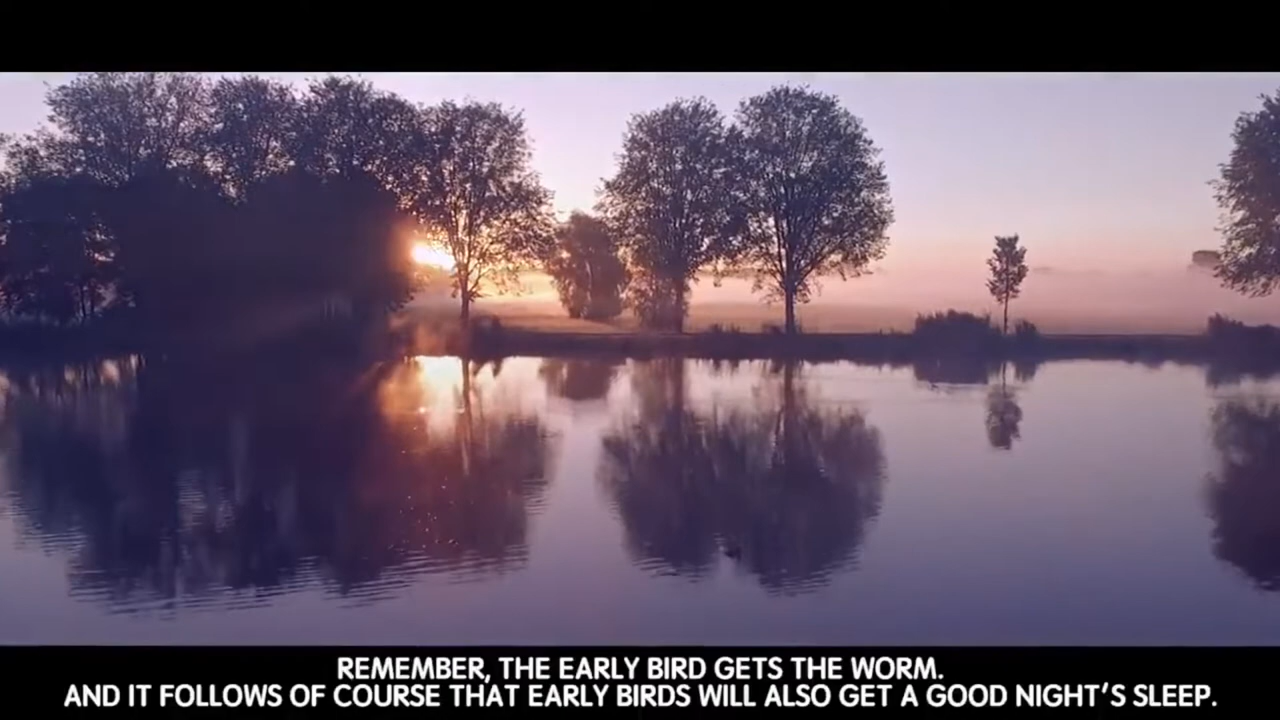 REMEMBER, THE EARLY BIRD GETS THE WORM.
AND IT FOLLOWS OF COURSE THAT EARLY BIRDS WILL ALSO GET A GOOD NIGHT'S SLEEP.